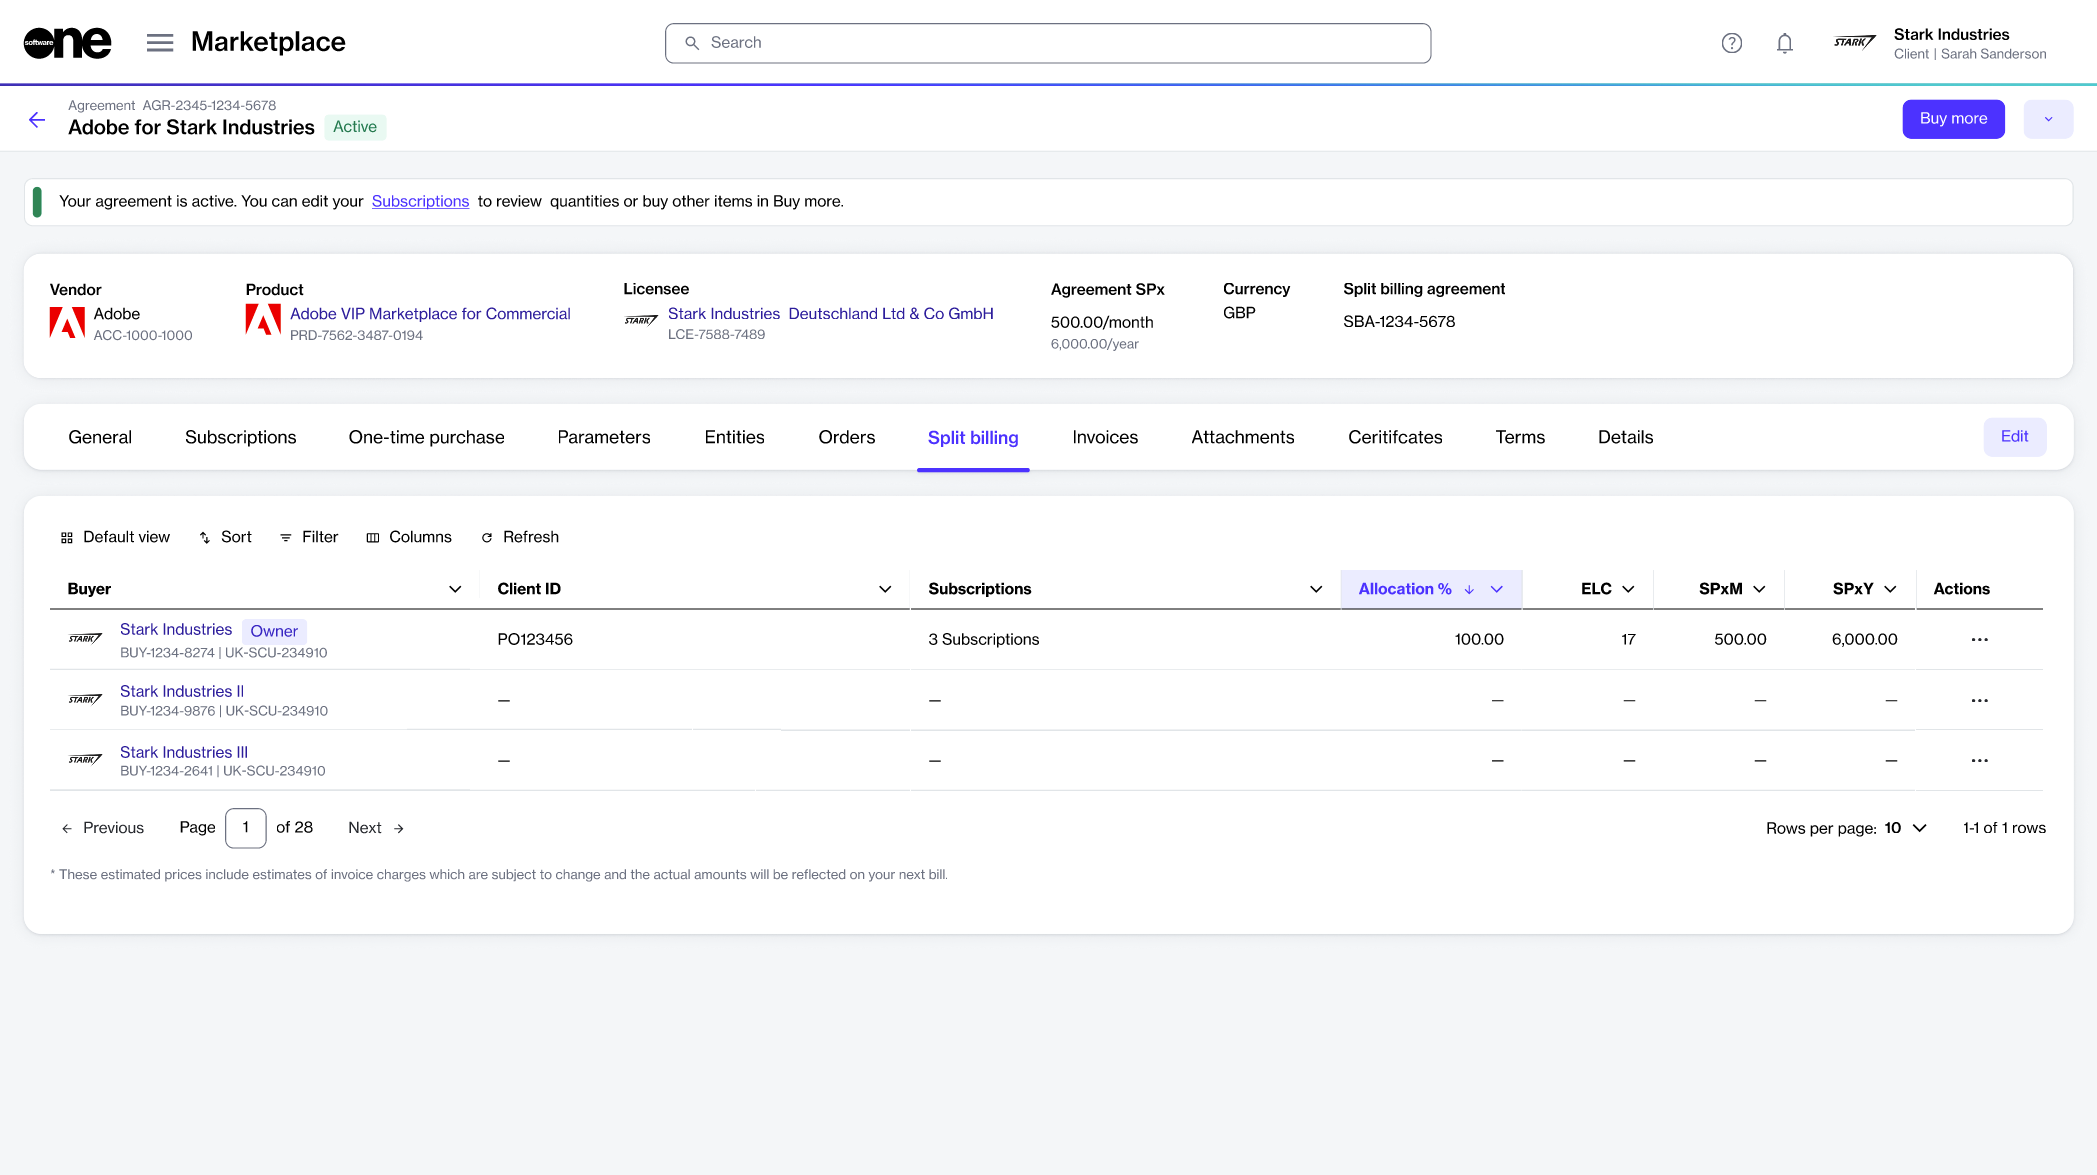 software one Marketplace Search Stark Industries
Client | Sarah Sanderson
Agreement AGR-2345-1234-5678
Adobe for Stark Industries Active Buy more
Your agreement is active. You can edit your Subscriptions to review quantities or buy other items in Buy more.
Vendor Product Licensee Agreement SPx Currency Split billing agreement
Adobe Adobe VIP Marketplace for Commercial STARK Stark Industries Deutschland Ltd & Co GmbH 500.00/month GBP SBA-1234-5678
ACC-1000-1000 PRD-7562-3487-0194 LCE-7588-7489 6,000.00/year
General Subscriptions One-time purchase Parameters Entities Orders Split billing Invoices Attachments Ceritifcates Terms Details Edit
Default view Sort Filter Columns Refresh
Buyer Client ID Subscriptions Allocation % ELC SPxM SPxY Actions
STARK Stark Industries Owner PO123456 3 Subscriptions 100.00 17 500.00 6,000.00 ...
BUY-1234-8274 | UK-SCU-234910
STARK Stark Industries II — — — — — — ...
BUY-1234-9876 | UK-SCU-234910
STARK Stark Industries III — — — — — — ...
BUY-1234-2641 | UK-SCU-234910
Previous Page 1 of 28 Next Rows per page: 10 1-1 of 1 rows
* These estimated prices include estimates of invoice charges which are subject to change and the actual amounts will be reflected on your next bill.